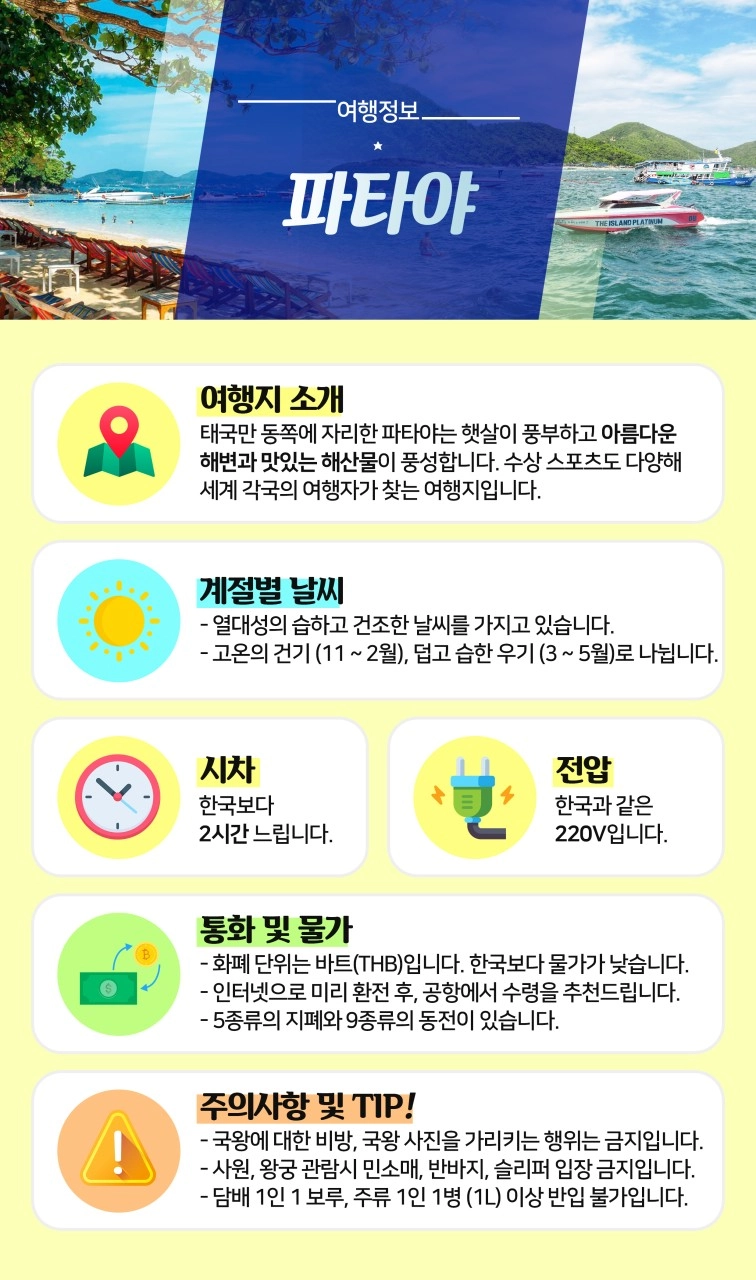 여행정보
파타야
THE ISLAND PLATINUM
여행지 소개
태국만 동쪽에 자리한 파타야는 햇살이 풍부하고 아름다운
해변과 맛있는 해산물이 풍성합니다. 수상 스포츠도 다양해
세계 각국의 여행자가 찾는 여행지입니다.
계절별 날씨
- 열대성의 습하고 건조한 날씨를 가지고 있습니다.
- 고온의 건기 (11 ~ 2월), 덥고 습한 우기 (3 ~ 5월)로 나뉩니다.
시차
한국보다
2시간 느립니다.
전압
한국과 같은
220V입니다.
통화 및 물가
- 화폐 단위는 바트(THB)입니다. 한국보다 물가가 낮습니다.
- 인터넷으로 미리 환전 후, 공항에서 수령을 추천드립니다.
- 5종류의 지폐와 9종류의 동전이 있습니다.
주의사항 및 TIP!
- 국왕에 대한 비방, 국왕 사진을 가리키는 행위는 금지입니다.
- 사원, 왕궁 관람시 민소매, 반바지, 슬리퍼 입장 금지입니다.
- 담배 1인 1 보루, 주류 1인 1병 (1L) 이상 반입 불가입니다.